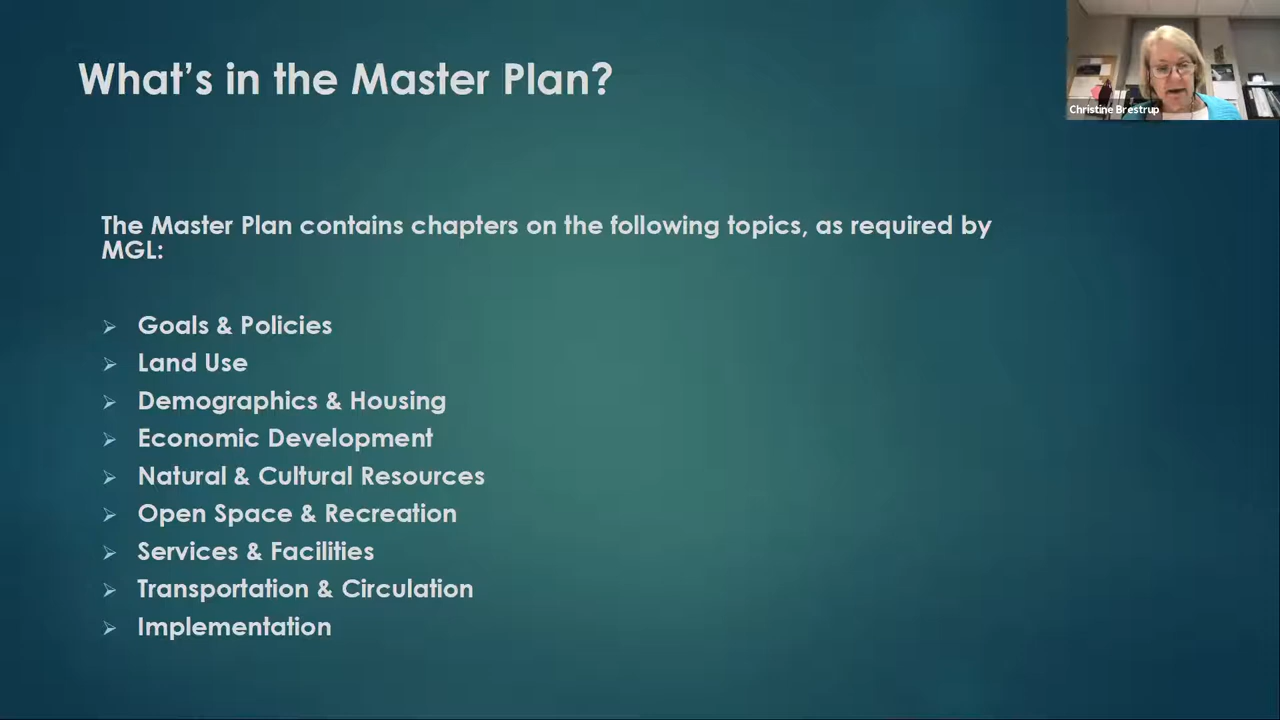 What's in the Master Plan?
Christine Brestrup
The Master Plan contains chapters on the following topics, as required by
MGL:
Goals & Policies
Land Use
Demographics & Housing
Economic Development
Natural & Cultural Resources
Open Space & Recreation
Services & Facilities
Transportation & Circulation
Implementation